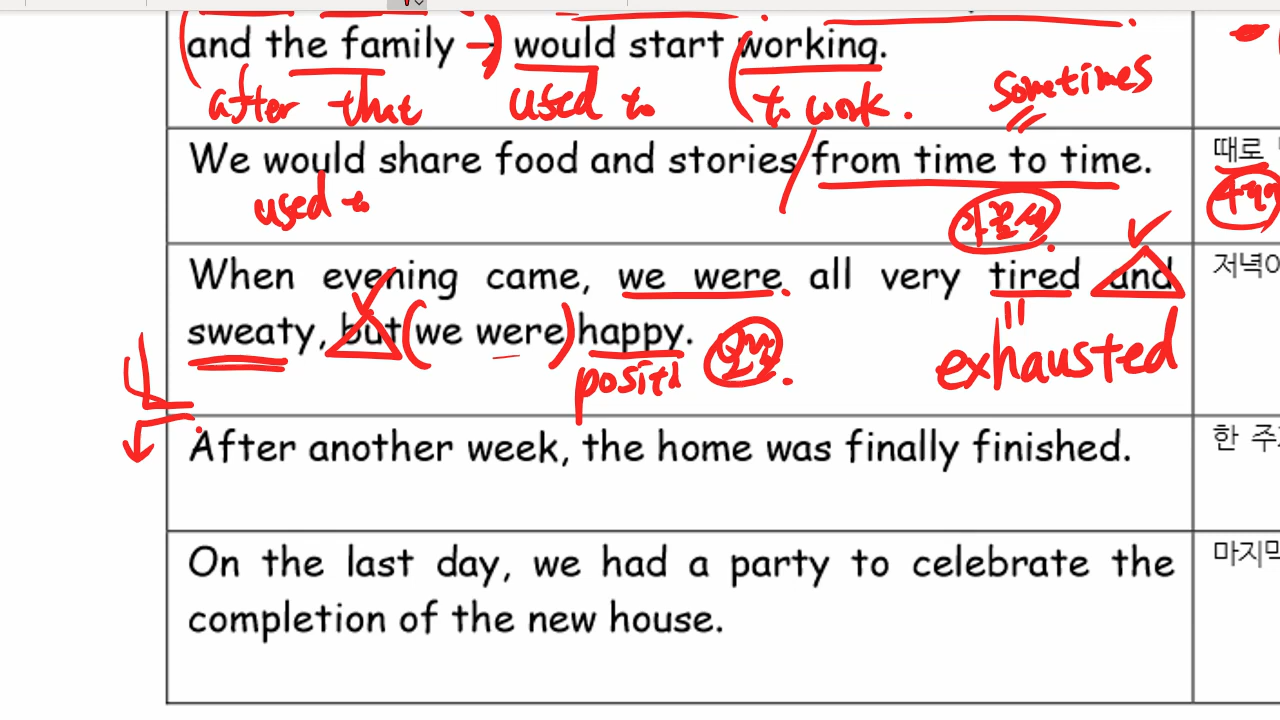 and the family → would start working.
after that used to to work. sometimes
We would share food and stories / from time to time. 때로
used to
When evening came, we were all very tired and 저녁이
sweaty, but (we were) happy.
positi exhausted
After another week, the home was finally finished. 한 주
On the last day, we had a party to celebrate the 마지막
completion of the new house.